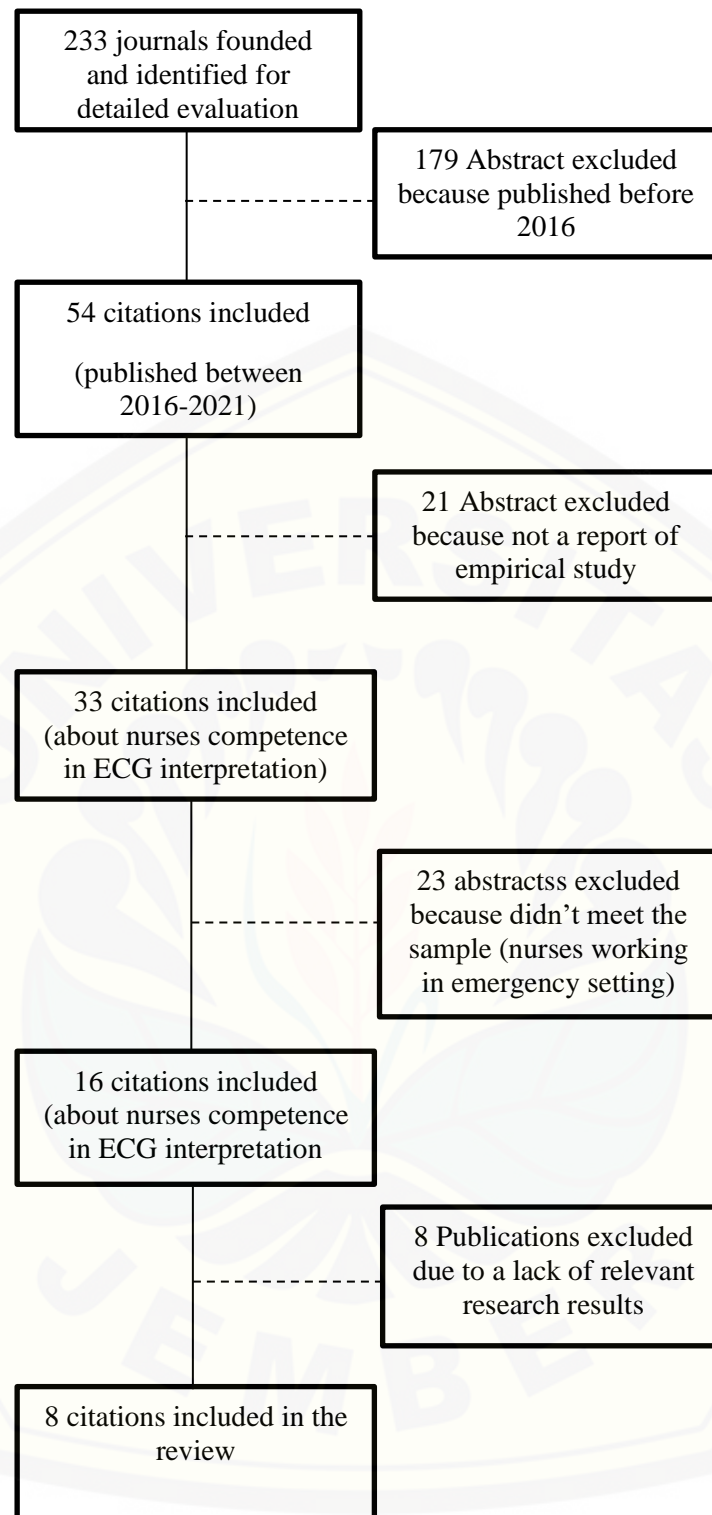 233 journals founded
and identified for
detailed evaluation
179 Abstract excluded
because published before
2016
54 citations included
(published between
2016-2021)
21 Abstract excluded
because not a report of
empirical study
33 citations included
(about nurses competence
in ECG interpretation)
23 abstractss excluded
because didn’t meet the
sample (nurses working
in emergency setting)
16 citations included
(about nurses competence
in ECG interpretation
8 Publications excluded
due to a lack of relevant
research results
8 citations included in the
review
UNIVERSITAS
JEMBER